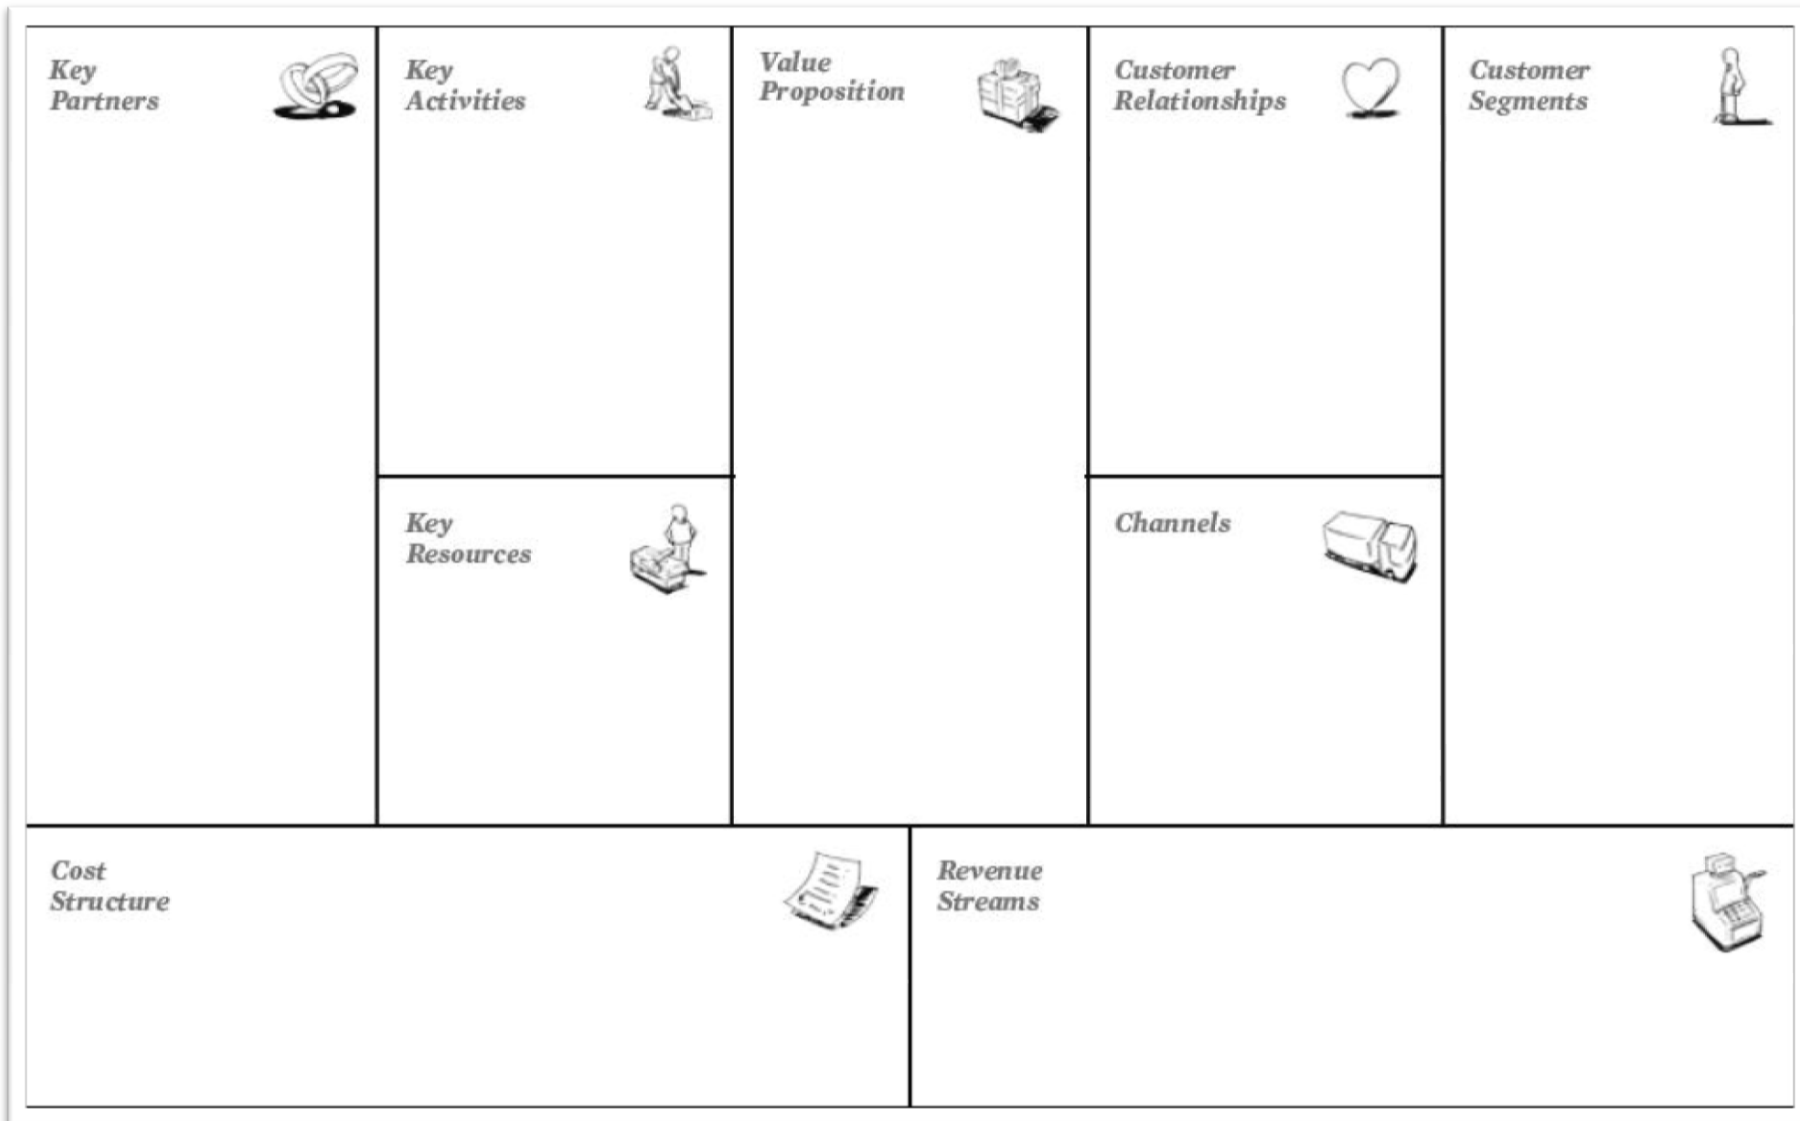 Key
Partners
Key
Activities
Value
Proposition
Customer
Relationships
Customer
Segments
Key
Resources
Channels
Cost
Structure
Revenue
Streams